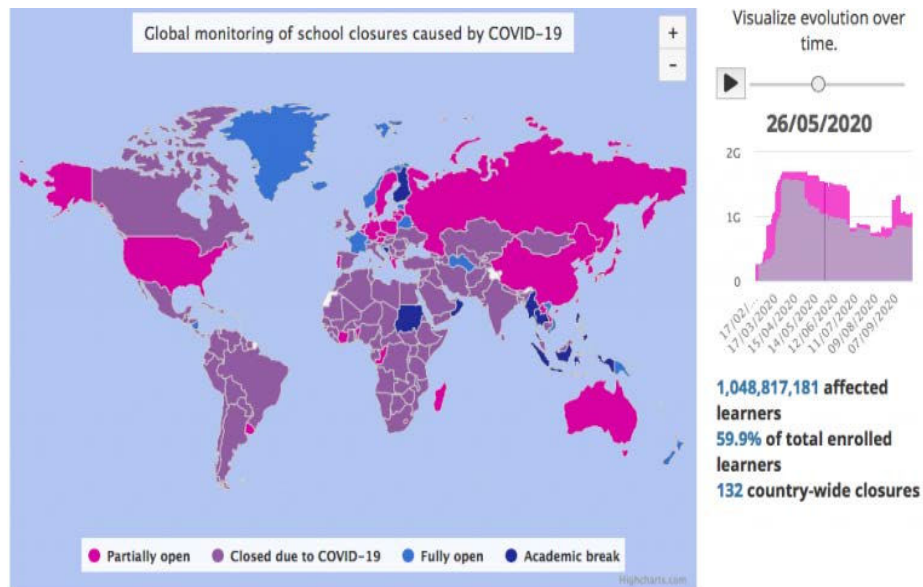 Global monitoring of school closures caused by COVID-19
+
-
Partially open
Closed due to COVID-19
Fully open
Academic break
Highcharts.com
Visualize evolution over
time.
26/05/2020
2G
1G
0
17/02/...
17/03/2020
15/04/2020
14/05/2020
12/06/2020
11/07/2020
09/08/2020
07/09/2020
1,048,817,181 affected
learners
59.9% of total enrolled
learners
132 country-wide closures